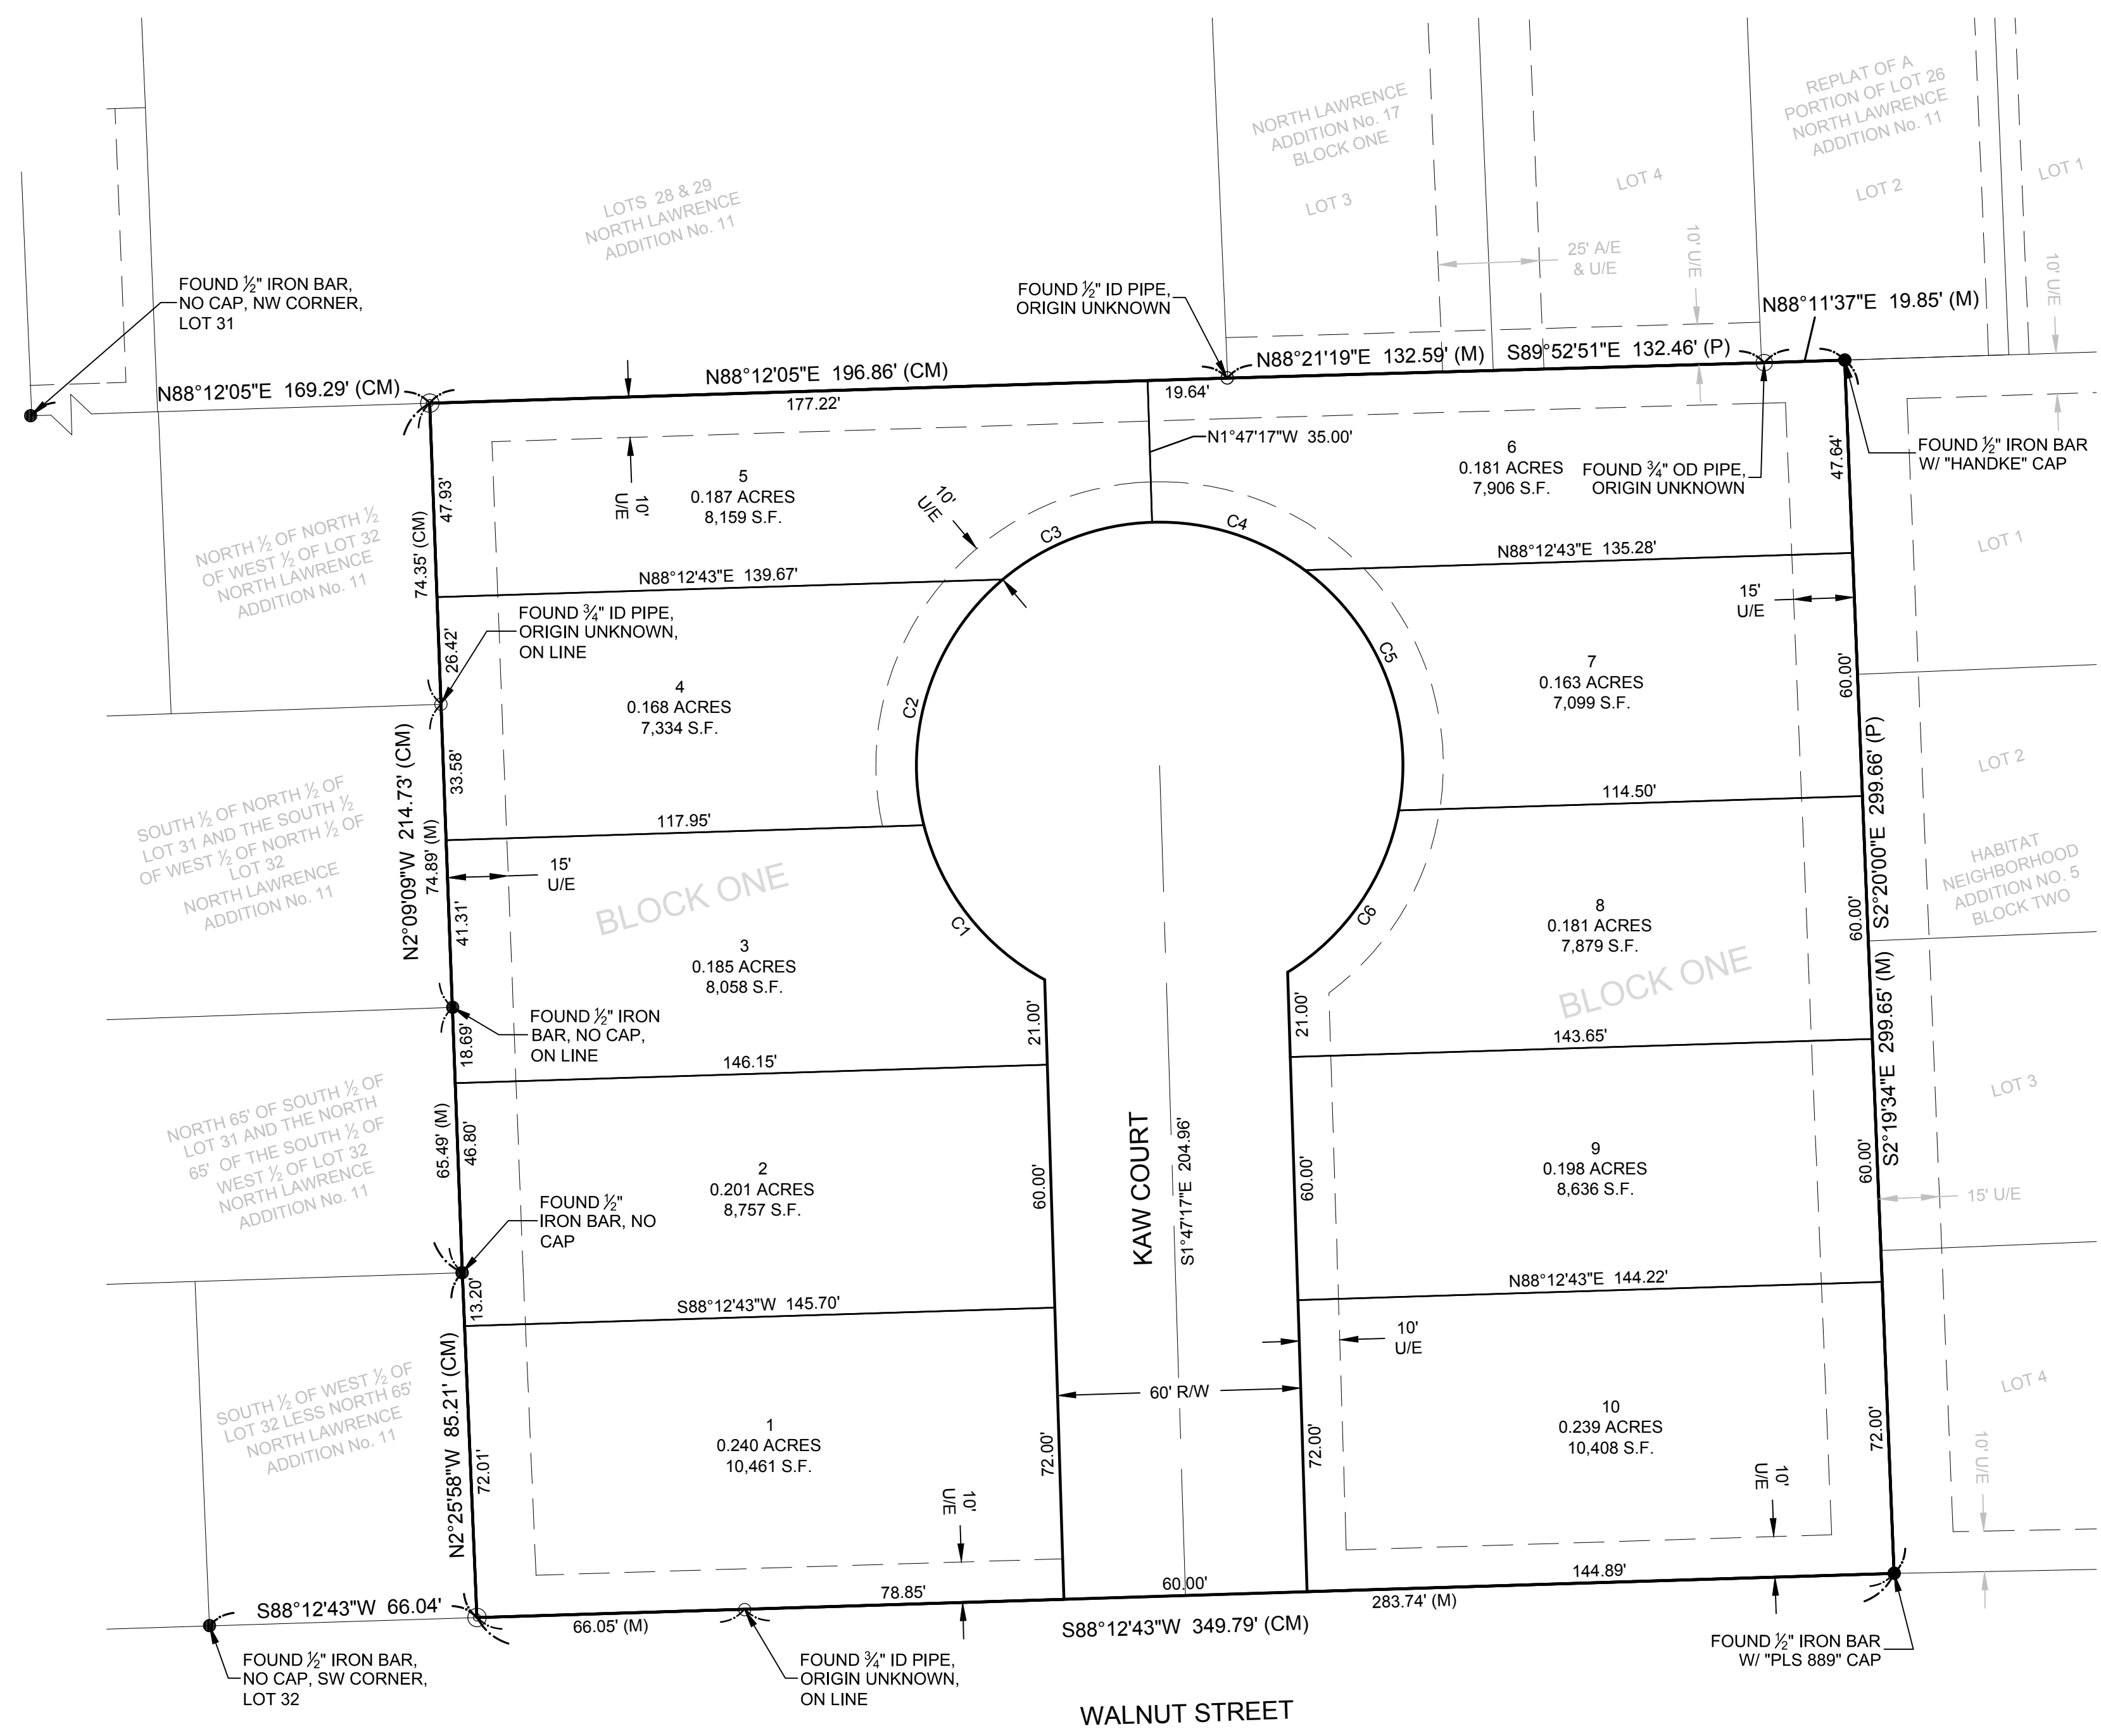 NORTH LAWRENCE
ADDITION No. 17
BLOCK ONE
LOT 3
LOT 4
REPLAT OF A
PORTION OF LOT 26
NORTH LAWRENCE
ADDITION No. 11
LOT 2
LOT 1
LOTS 28 & 29
NORTH LAWRENCE
ADDITION No. 11
25' A/E
& U/E
10' U/E
10' U/E
FOUND ½" IRON BAR,
NO CAP, NW CORNER,
LOT 31
FOUND ½" ID PIPE,
ORIGIN UNKNOWN
N88°11'37"E 19.85' (M)
N88°12'05"E 169.29' (CM)
N88°12'05"E 196.86' (CM)
N88°21'19"E 132.59' (M)
S89°52'51"E 132.46' (P)
177.22'
19.64'
N1°47'17"W 35.00'
FOUND ½" IRON BAR
W/ "HANDKE" CAP
FOUND ¾" OD PIPE,
ORIGIN UNKNOWN
5
0.187 ACRES
8,159 S.F.
6
0.181 ACRES
7,906 S.F.
10'
U/E
10'
U/E
47.93'
74.35' (CM)
47.64'
C3
C4
NORTH ½ OF NORTH ½
OF WEST ½ OF LOT 32
NORTH LAWRENCE
ADDITION No. 11
N88°12'43"E 139.67'
N88°12'43"E 135.28'
LOT 1
15'
U/E
FOUND ¾" ID PIPE,
ORIGIN UNKNOWN,
ON LINE
26.42'
4
0.168 ACRES
7,334 S.F.
C2
C5
7
0.163 ACRES
7,099 S.F.
60.00'
33.58'
N2°09'09"W 214.73' (CM)
74.89' (M)
117.95'
114.50'
S2°20'00"E 299.66' (P)
S2°19'34"E 299.65' (M)
LOT 2
SOUTH ½ OF NORTH ½ OF
LOT 31 AND THE SOUTH ½
OF WEST ½ OF NORTH ½ OF
LOT 32
NORTH LAWRENCE
ADDITION No. 11
15'
U/E
BLOCK ONE
41.31'
C1
C6
3
0.185 ACRES
8,058 S.F.
8
0.181 ACRES
7,879 S.F.
BLOCK ONE
60.00'
HABITAT
NEIGHBORHOOD
ADDITION NO. 5
BLOCK TWO
FOUND ½" IRON
BAR, NO CAP,
ON LINE
18.69'
21.00'
21.00'
146.15'
143.65'
LOT 3
NORTH 65' OF SOUTH ½ OF
LOT 31 AND THE NORTH
65' OF THE SOUTH ½ OF
WEST ½ OF LOT 32
NORTH LAWRENCE
ADDITION No. 11
65.49' (M)
46.80'
2
0.201 ACRES
8,757 S.F.
60.00'
KAW COURT
S1°47'17"E 204.96'
60.00'
9
0.198 ACRES
8,636 S.F.
60.00'
15' U/E
FOUND ½"
IRON BAR, NO
CAP
13.20'
S88°12'43"W 145.70'
N88°12'43"E 144.22'
10'
U/E
SOUTH ½ OF WEST ½ OF
LOT 32 LESS NORTH 65'
NORTH LAWRENCE
ADDITION No. 11
N2°25'58"W 85.21' (CM)
72.01'
1
0.240 ACRES
10,461 S.F.
72.00'
60' R/W
72.00'
10
0.239 ACRES
10,408 S.F.
72.00'
LOT 4
10'
U/E
10'
U/E
10' U/E
S88°12'43"W 66.04'
66.05' (M)
78.85'
60.00'
144.89'
283.74' (M)
S88°12'43"W 349.79' (CM)
FOUND ½" IRON BAR,
NO CAP, SW CORNER,
LOT 32
FOUND ¾" ID PIPE,
ORIGIN UNKNOWN,
ON LINE
FOUND ½" IRON BAR
W/ "PLS 889" CAP
WALNUT STREET